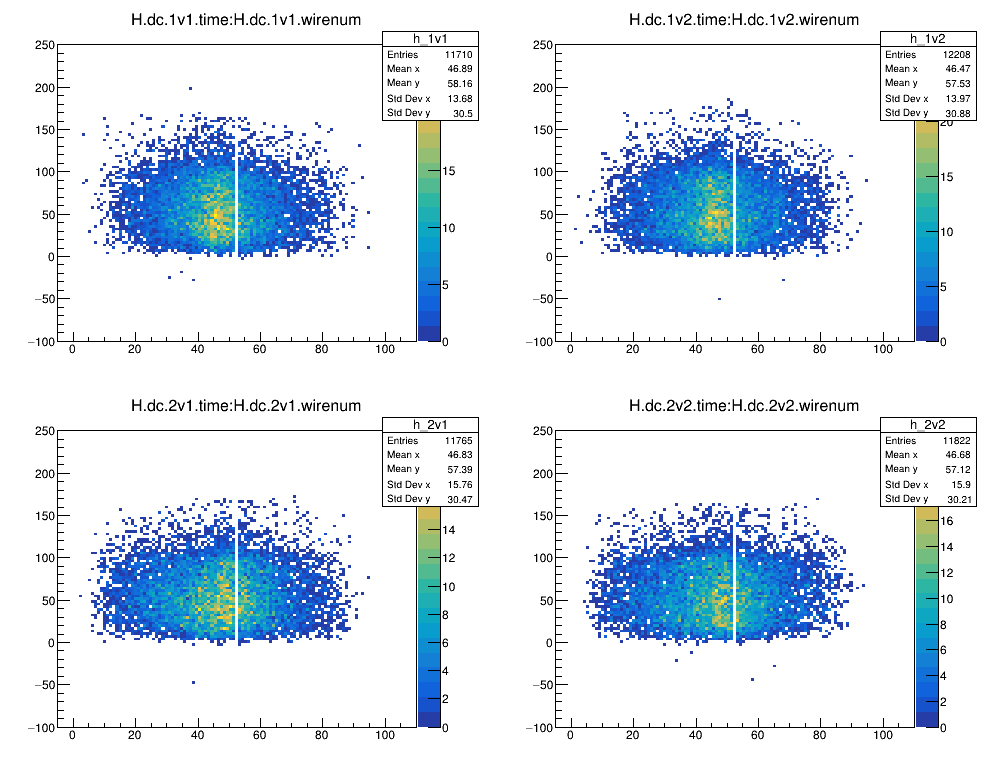 H.dc.1v1.time:H.dc.1v1.wirenum
h_1v1
Entries 11710
Mean x 46.89
Mean y 58.16
Std Dev x 13.68
Std Dev y 30.5
250
200
150
100
50
0
−50
−100
0 20 40 60 80 100
15
10
5
0
H.dc.1v2.time:H.dc.1v2.wirenum
h_1v2
Entries 12208
Mean x 46.47
Mean y 57.53
Std Dev x 13.97
Std Dev y 30.88
250
200
150
100
50
0
−50
−100
0 20 40 60 80 100
20
15
10
5
0
H.dc.2v1.time:H.dc.2v1.wirenum
h_2v1
Entries 11765
Mean x 46.83
Mean y 57.39
Std Dev x 15.76
Std Dev y 30.47
250
200
150
100
50
0
−50
−100
0 20 40 60 80 100
14
12
10
8
6
4
2
0
H.dc.2v2.time:H.dc.2v2.wirenum
h_2v2
Entries 11822
Mean x 46.68
Mean y 57.12
Std Dev x 15.9
Std Dev y 30.21
250
200
150
100
50
0
−50
−100
0 20 40 60 80 100
16
14
12
10
8
6
4
2
0